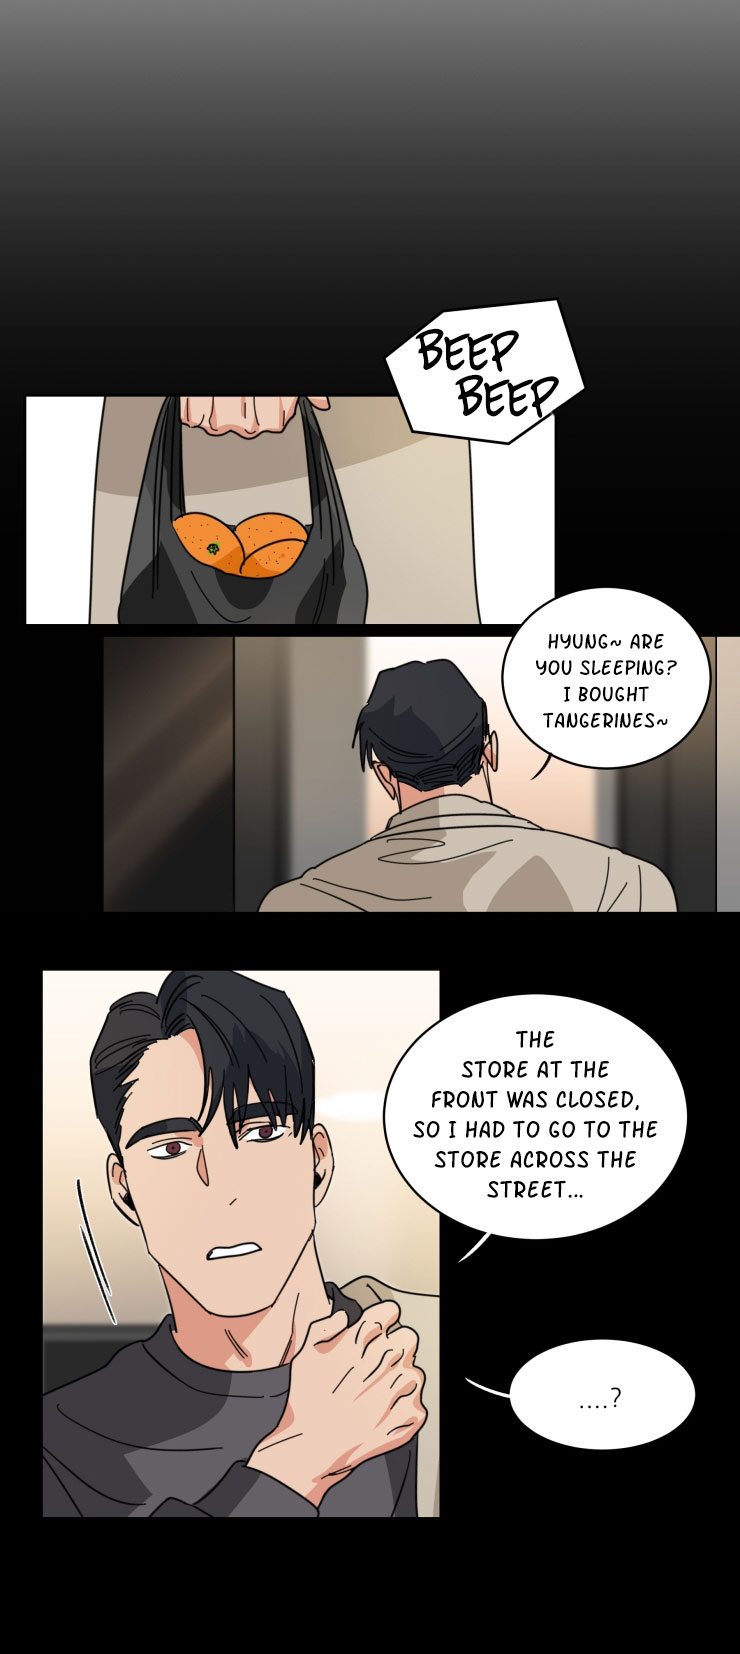 BEEP
BEEP
HYUNG~ ARE
YOU SLEEPING?
I BOUGHT
TANGERINES~
THE
STORE AT THE
FRONT WAS CLOSED,
SO I HAD TO GO TO THE
STORE ACROSS THE
STREET...
....?